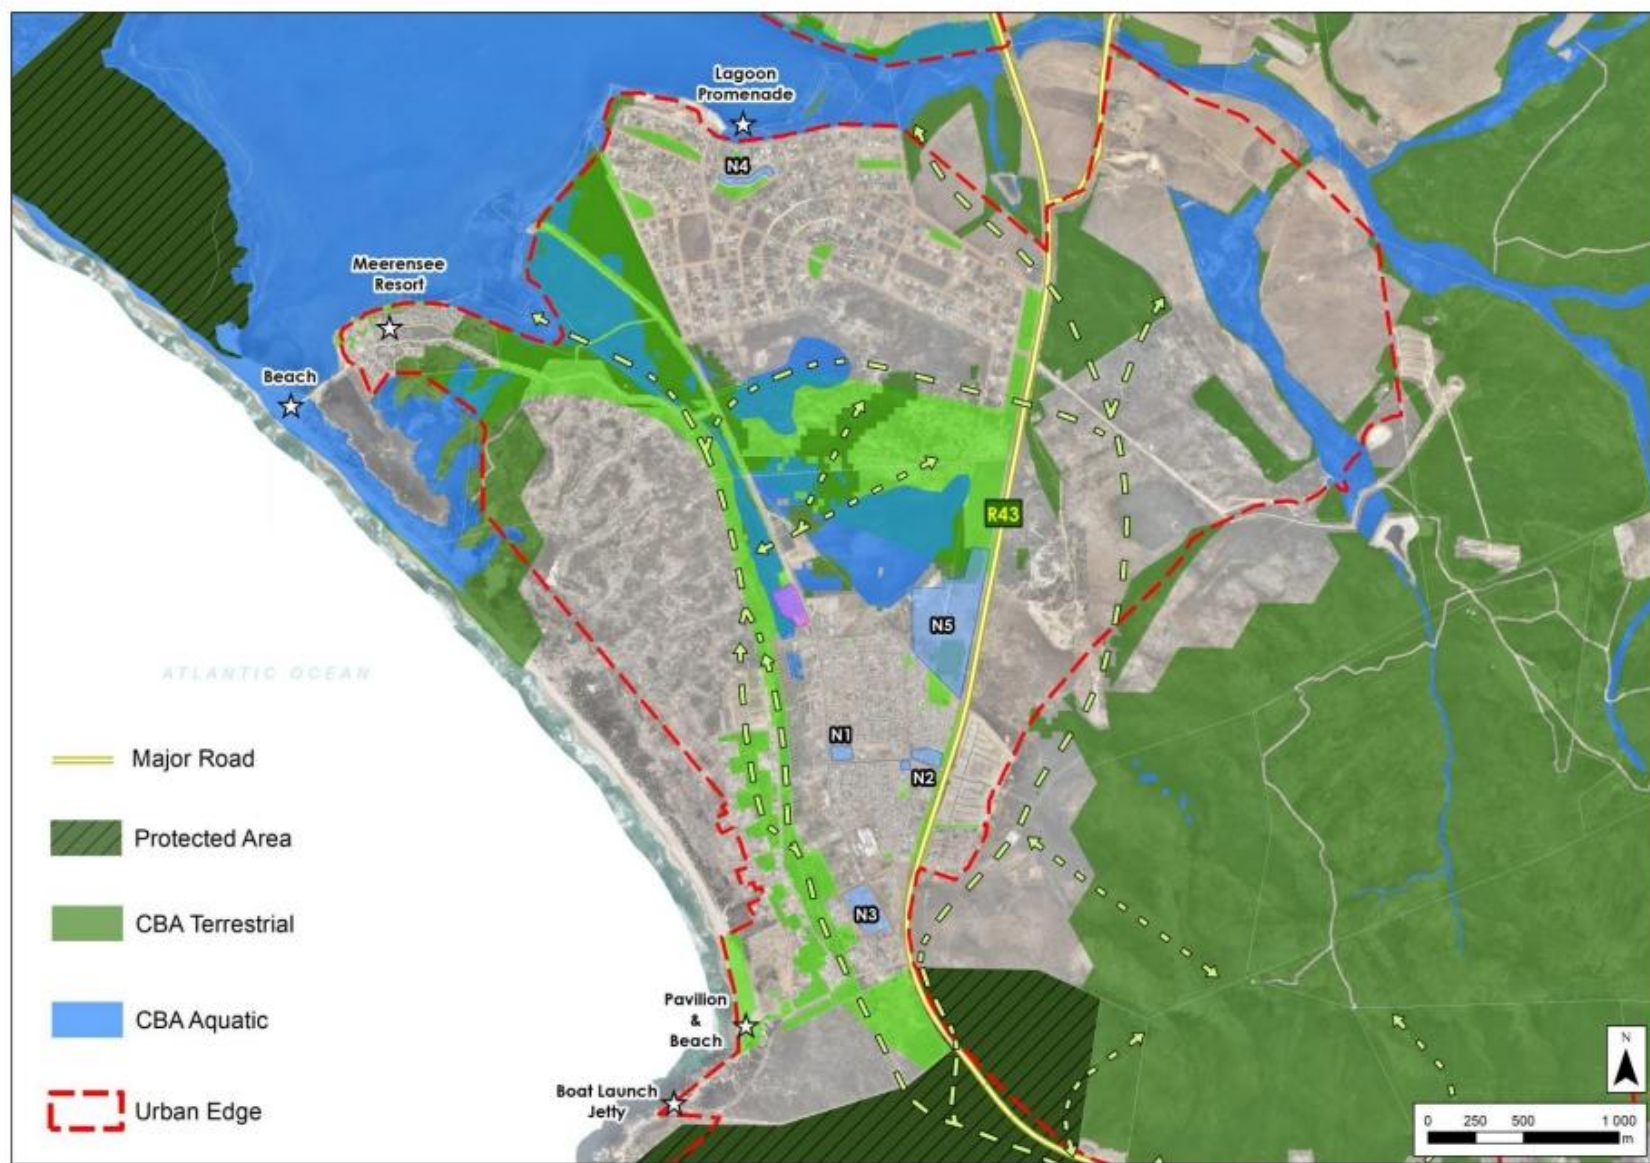 Lagoon
Promenade
N4
Meerensee
Resort
Beach
R43
N5
ATLANTIC OCEAN
N1
N2
N3
Major Road
Protected Area
CBA Terrestrial
CBA Aquatic
Urban Edge
Pavilion
&
Beach
Boat Launch
Jetty
N
0 250 500 1 000
m